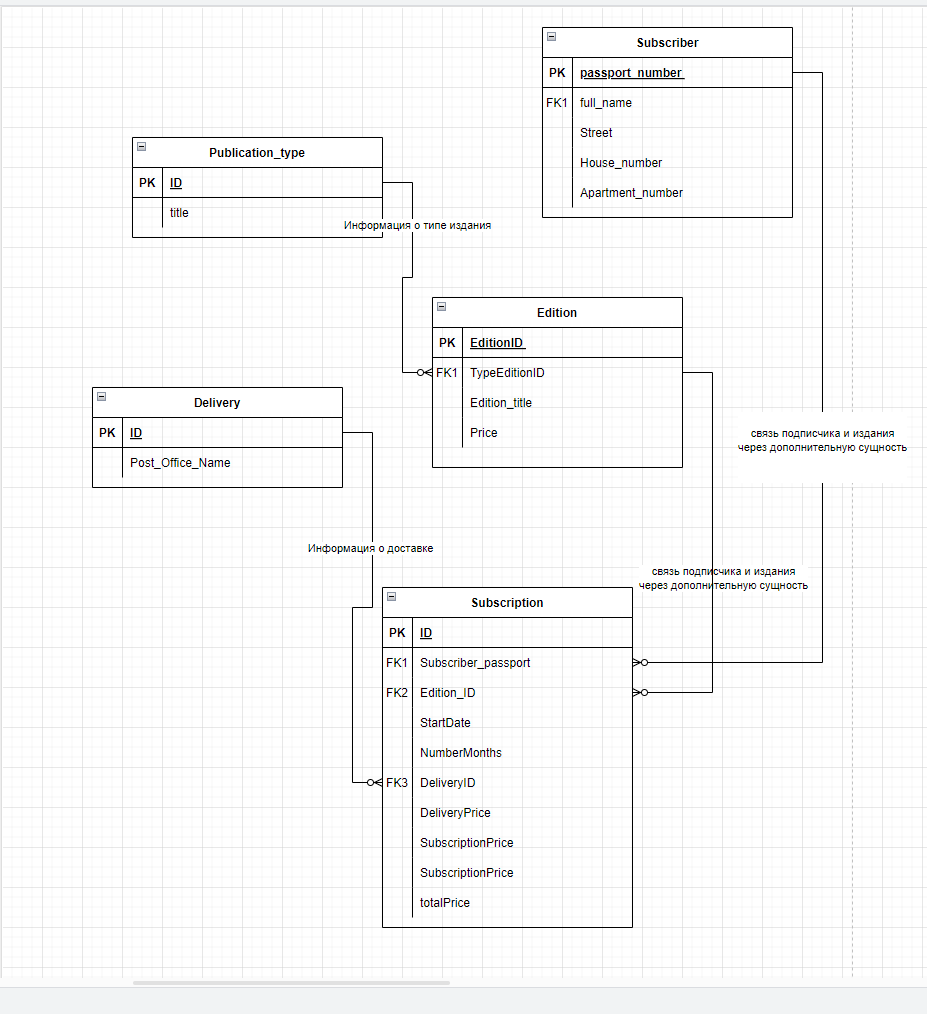 Subscriber
PK passport_number
FK1 full_name
Street
House_number
Apartment_number
Publication_type
PK ID
title
Информация о типе издания
Edition
PK EditionID
FK1 TypeEditionID
Edition_title
Price
Delivery
PK ID
Post_Office_Name
связь подписчика и издания
через дополнительную сущность
Информация о доставке
связь подписчика и издания
через дополнительную сущность
Subscription
PK ID
FK1 Subscriber_passport
FK2 Edition_ID
StartDate
NumberMonths
FK3 DeliveryID
DeliveryPrice
SubscriptionPrice
SubscriptionPrice
totalPrice